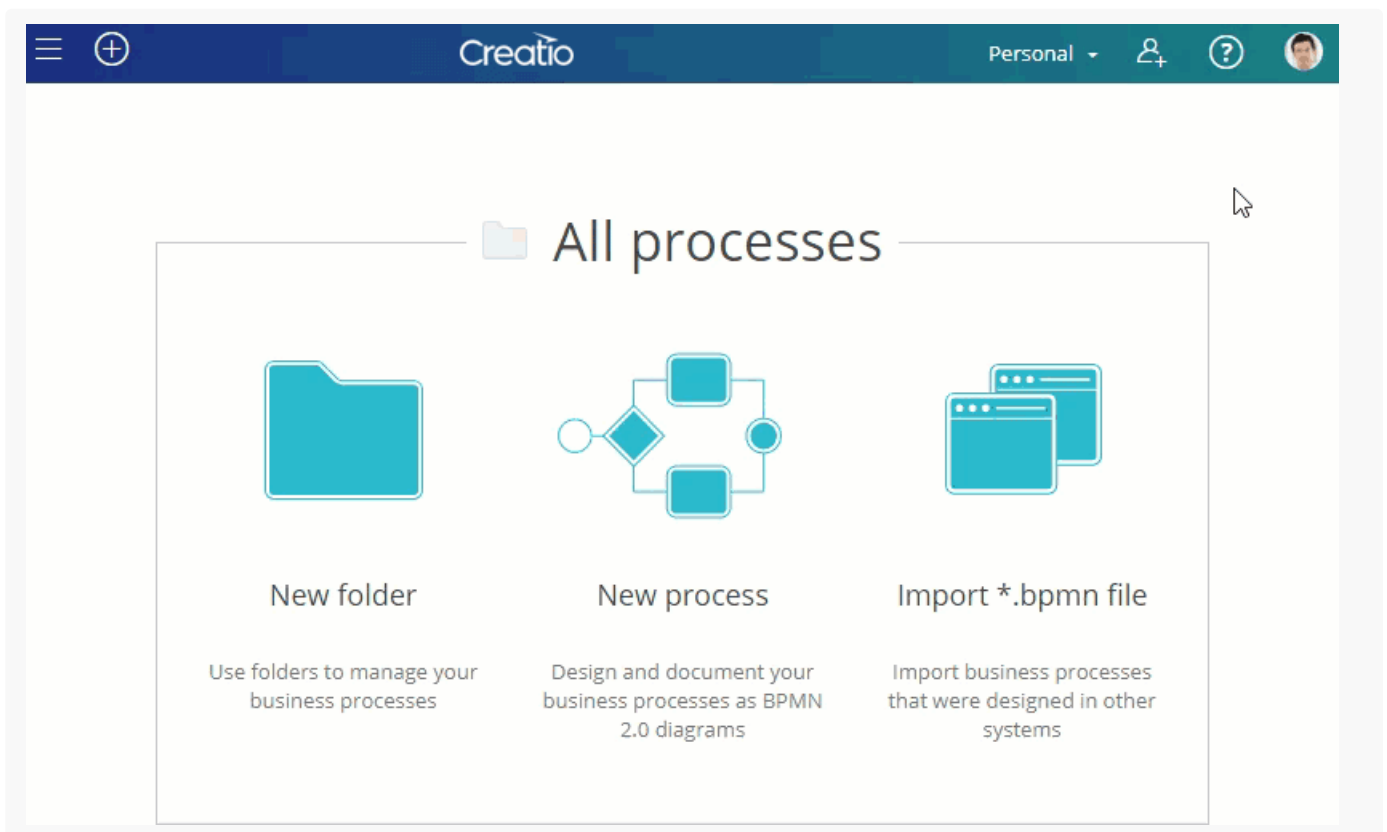 Creatio
Personal
All processes
New folder
New process
Import *.bpmn file
Use folders to manage your
business processes
Design and document your
business processes as BPMN
2.0 diagrams
Import business processes
that were designed in other
systems